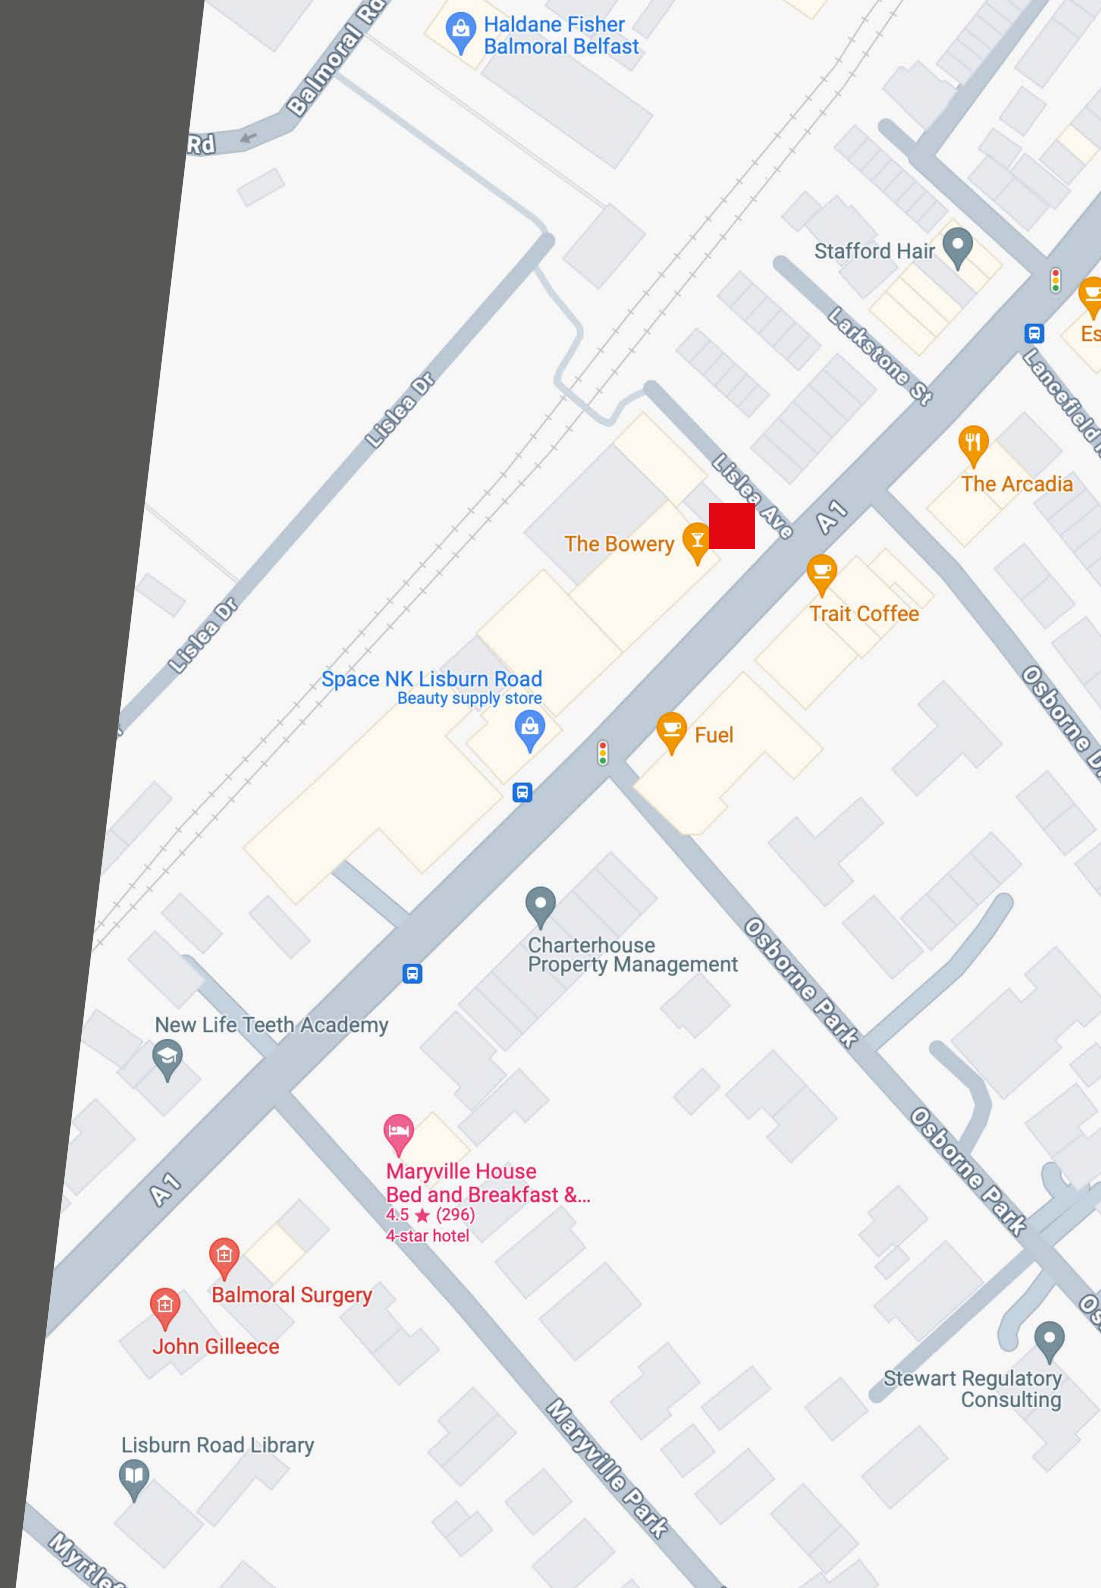 Haldane Fisher
Balmoral Belfast
Balmoral Rd
Rd
Stafford Hair
Larkstone St
Es
Lancefield
Lislea Dr
Lislea Ave
A1
The Arcadia
The Bowery
Trait Coffee
Lislea Dr
Space NK Lisburn Road
Beauty supply store
Fuel
Osborne D
Charterhouse
Property Management
Osborne Park
New Life Teeth Academy
Maryville House
Bed and Breakfast &...
4.5 ★ (296)
4-star hotel
Osborne Park
A1
Balmoral Surgery
John Gilleece
Os
Stewart Regulatory
Consulting
Lisburn Road Library
Maryville Park
Myrtlef